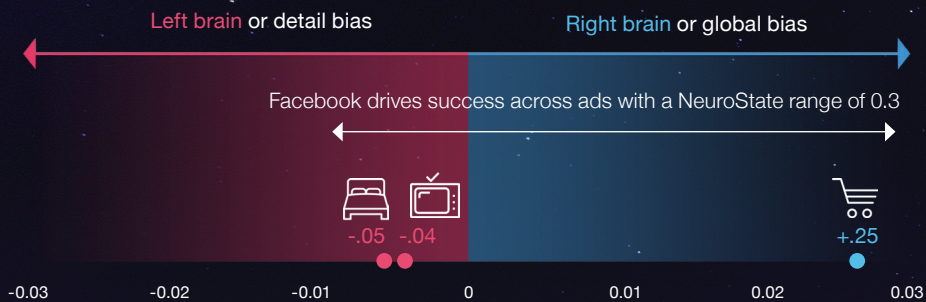 Left brain or detail bias
Right brain or global bias
Facebook drives success across ads with a NeuroState range of 0.3
-.05 -.04 +.25
-0.03 -0.02 -0.01 0 0.01 0.02 0.03